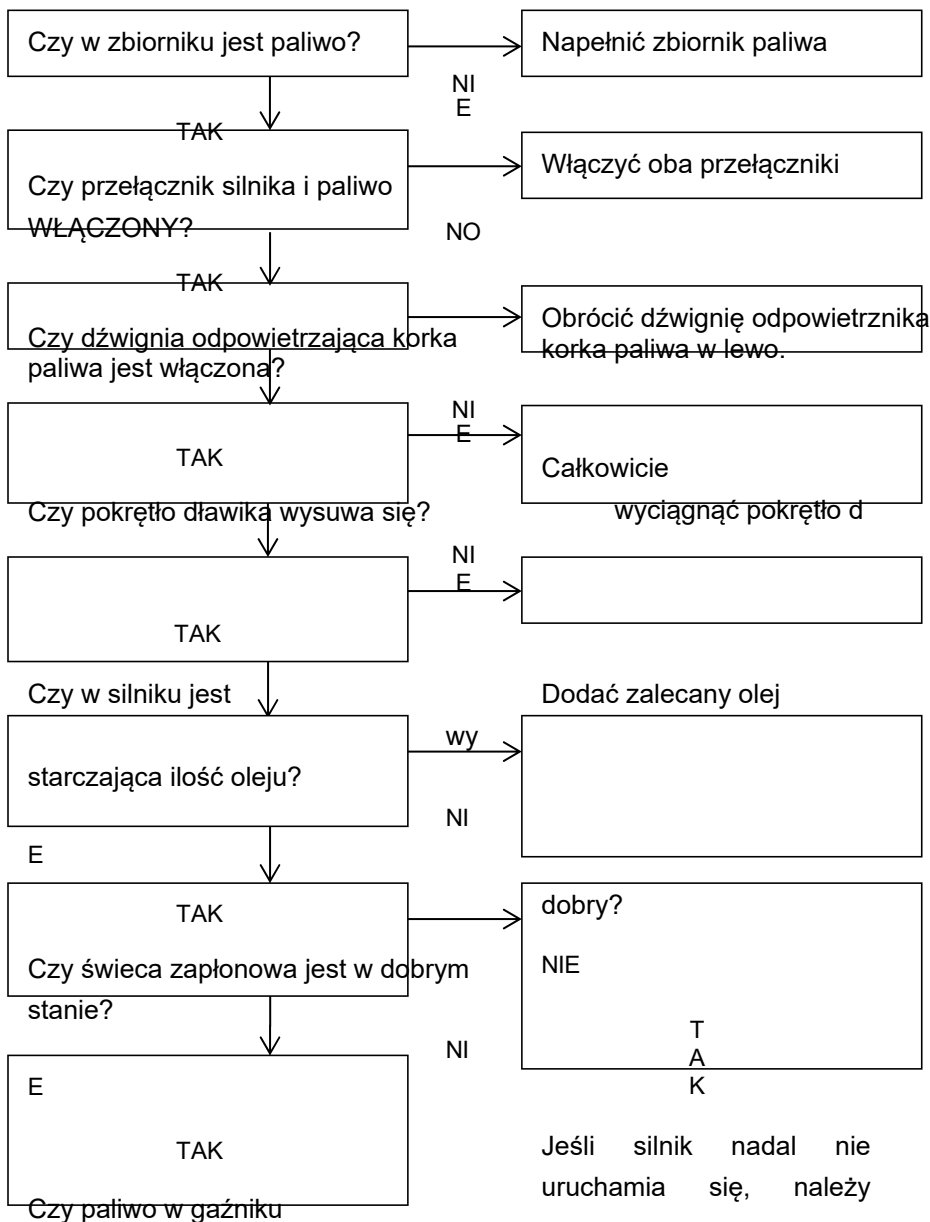 Czy w zbiorniku jest paliwo?
Napełnić zbiornik paliwa
NI
E
TAK
Czy przełącznik silnika i paliwo
WŁĄCZONY?
Włączyć oba przełączniki
NO
TAK
Czy dźwignia odpowietrzająca korka
paliwa jest włączona?
Obrócić dźwignię odpowietrznika
korka paliwa w lewo.
NI
E
TAK
Czy pokrętło dławika wysuwa się?
Całkowicie
wyciągnąć pokrętło d
NI
E
TAK
Czy w silniku jest
Dodać zalecany olej
wy
starczająca ilość oleju?
NI
E
TAK
Czy świeca zapłonowa jest w dobrym
stanie?
dobry?
NIE
T
A
K
NI
E
TAK
Czy paliwo w gaźniku
Jeśli silnik nadal nie
uruchamia się, należy